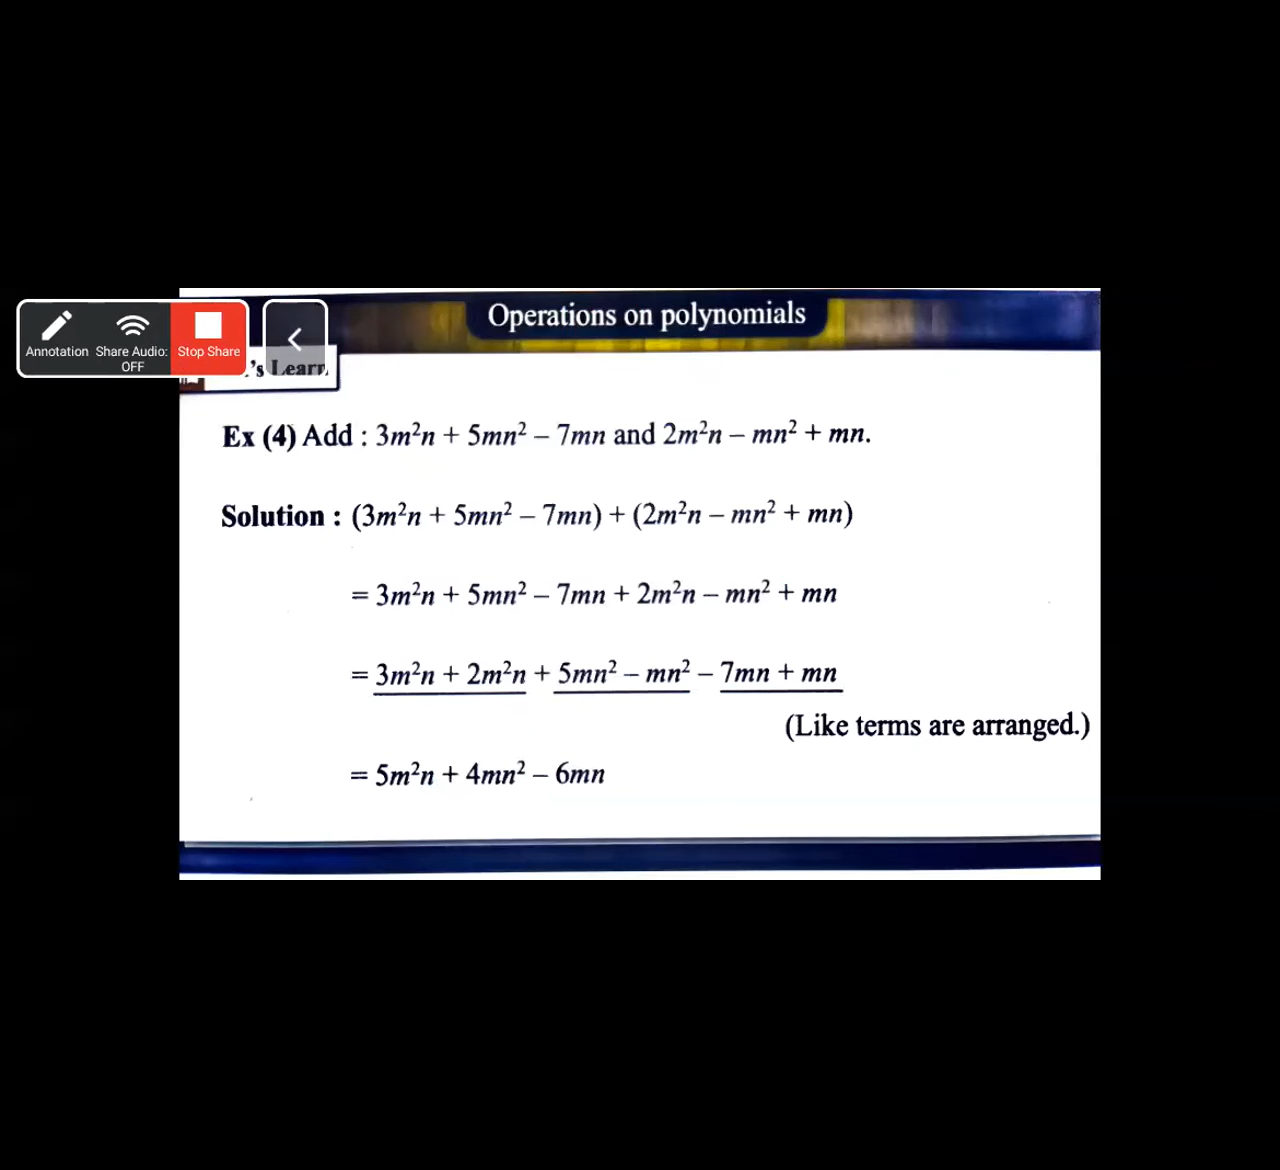 Operations on polynomials
Annotation Share Audio: OFF Stop Share
's Learn
Ex (4) Add : 3m²n + 5mn² – 7mn and 2m²n – mn² + mn.
Solution : (3m²n + 5mn² – 7mn) + (2m²n – mn² + mn)
= 3m²n + 5mn² – 7mn + 2m²n – mn² + mn
= 3m²n + 2m²n + 5mn² – mn² – 7mn + mn
(Like terms are arranged.)
= 5m²n + 4mn² – 6mn